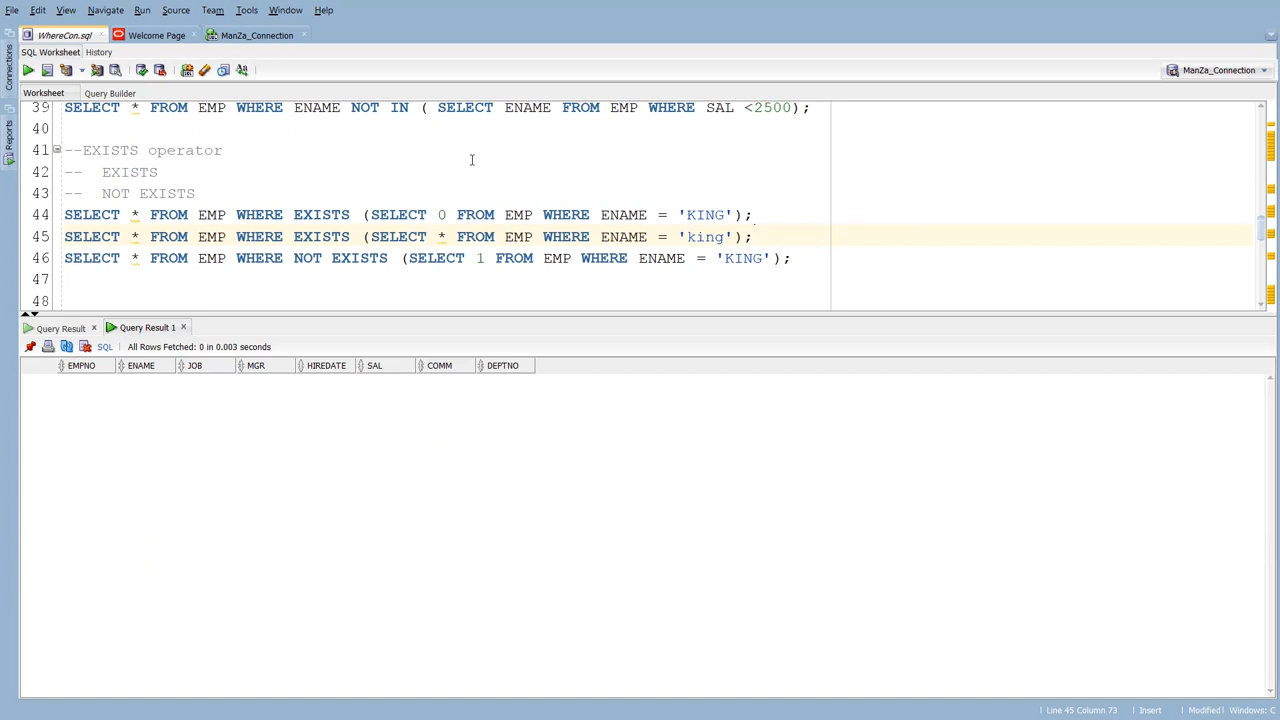 File Edit View Navigate Run Source Team Tools Window Help
WhereCon.sql Welcome Page ManZa_Connection
SQL Worksheet History
ManZa_Connection
Worksheet Query Builder
Connections
Reports
39 SELECT * FROM EMP WHERE ENAME NOT IN ( SELECT ENAME FROM EMP WHERE SAL <2500);
40
41 --EXISTS operator
42 -- EXISTS
43 -- NOT EXISTS
44 SELECT * FROM EMP WHERE EXISTS (SELECT 0 FROM EMP WHERE ENAME = 'KING');
45 SELECT * FROM EMP WHERE EXISTS (SELECT * FROM EMP WHERE ENAME = 'king');
46 SELECT * FROM EMP WHERE NOT EXISTS (SELECT 1 FROM EMP WHERE ENAME = 'KING');
47
48
Query Result Query Result 1
SQL All Rows Fetched: 0 in 0.003 seconds
EMPNO ENAME JOB MGR HIREDATE SAL COMM DEPTNO
Line 45 Column 73 Insert Modified Windows: C